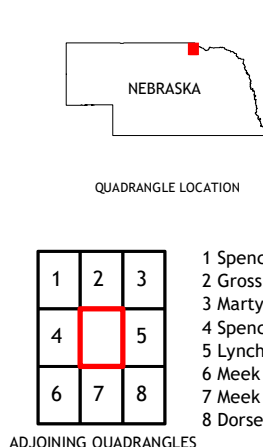 NEBRASKA
QUADRANGLE LOCATION
1 2 3
4 5
6 7 8
1 Spenc
2 Gross
3 Marty
4 Spenc
5 Lynch
6 Meek
7 Meek
8 Dorse
ADJOINING QUADRANGLES